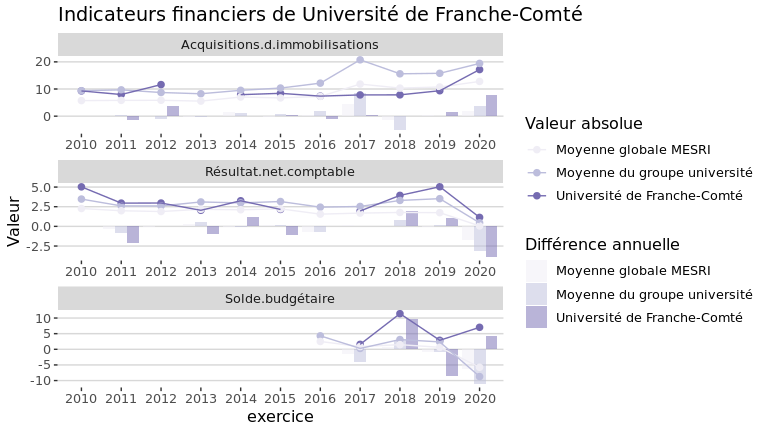 Indicateurs financiers de Université de Franche-Comté
Acquisitions.d.immobilisations
20
10
0
2010 2011 2012 2013 2014 2015 2016 2017 2018 2019 2020
Résultat.net.comptable
5.0
2.5
0.0
-2.5
2010 2011 2012 2013 2014 2015 2016 2017 2018 2019 2020
Solde.budgétaire
10
5
0
-5
-10
2010 2011 2012 2013 2014 2015 2016 2017 2018 2019 2020
exercice
Valeur
Valeur absolue
Moyenne globale MESRI
Moyenne du groupe université
Université de Franche-Comté
Différence annuelle
Moyenne globale MESRI
Moyenne du groupe université
Université de Franche-Comté